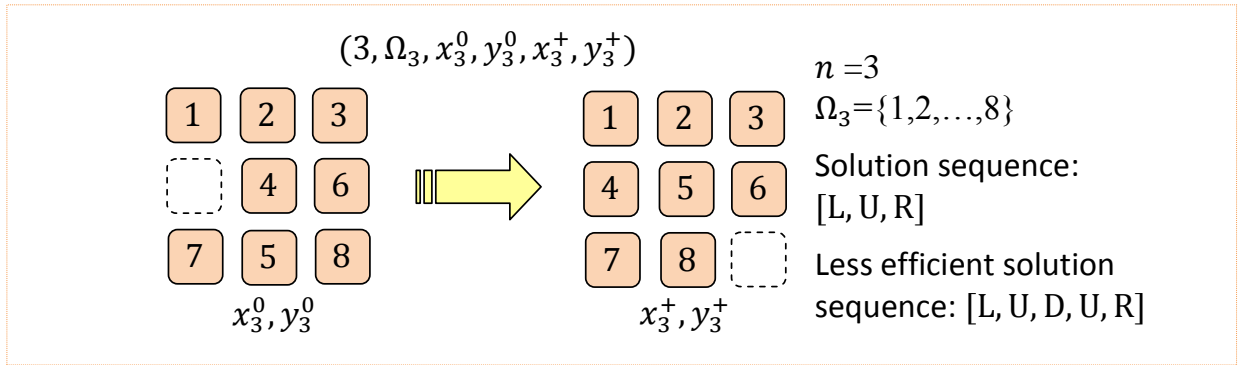 (3, Ω₃, x₃⁰, y₃⁰, x₃⁺, y₃⁺)
1 2 3
4 6
7 5 8
x₃⁰, y₃⁰
1 2 3
4 5 6
7 8
x₃⁺, y₃⁺
n =3
Ω₃={1,2,…,8}
Solution sequence:
[L, U, R]
Less efficient solution
sequence: [L, U, D, U, R]